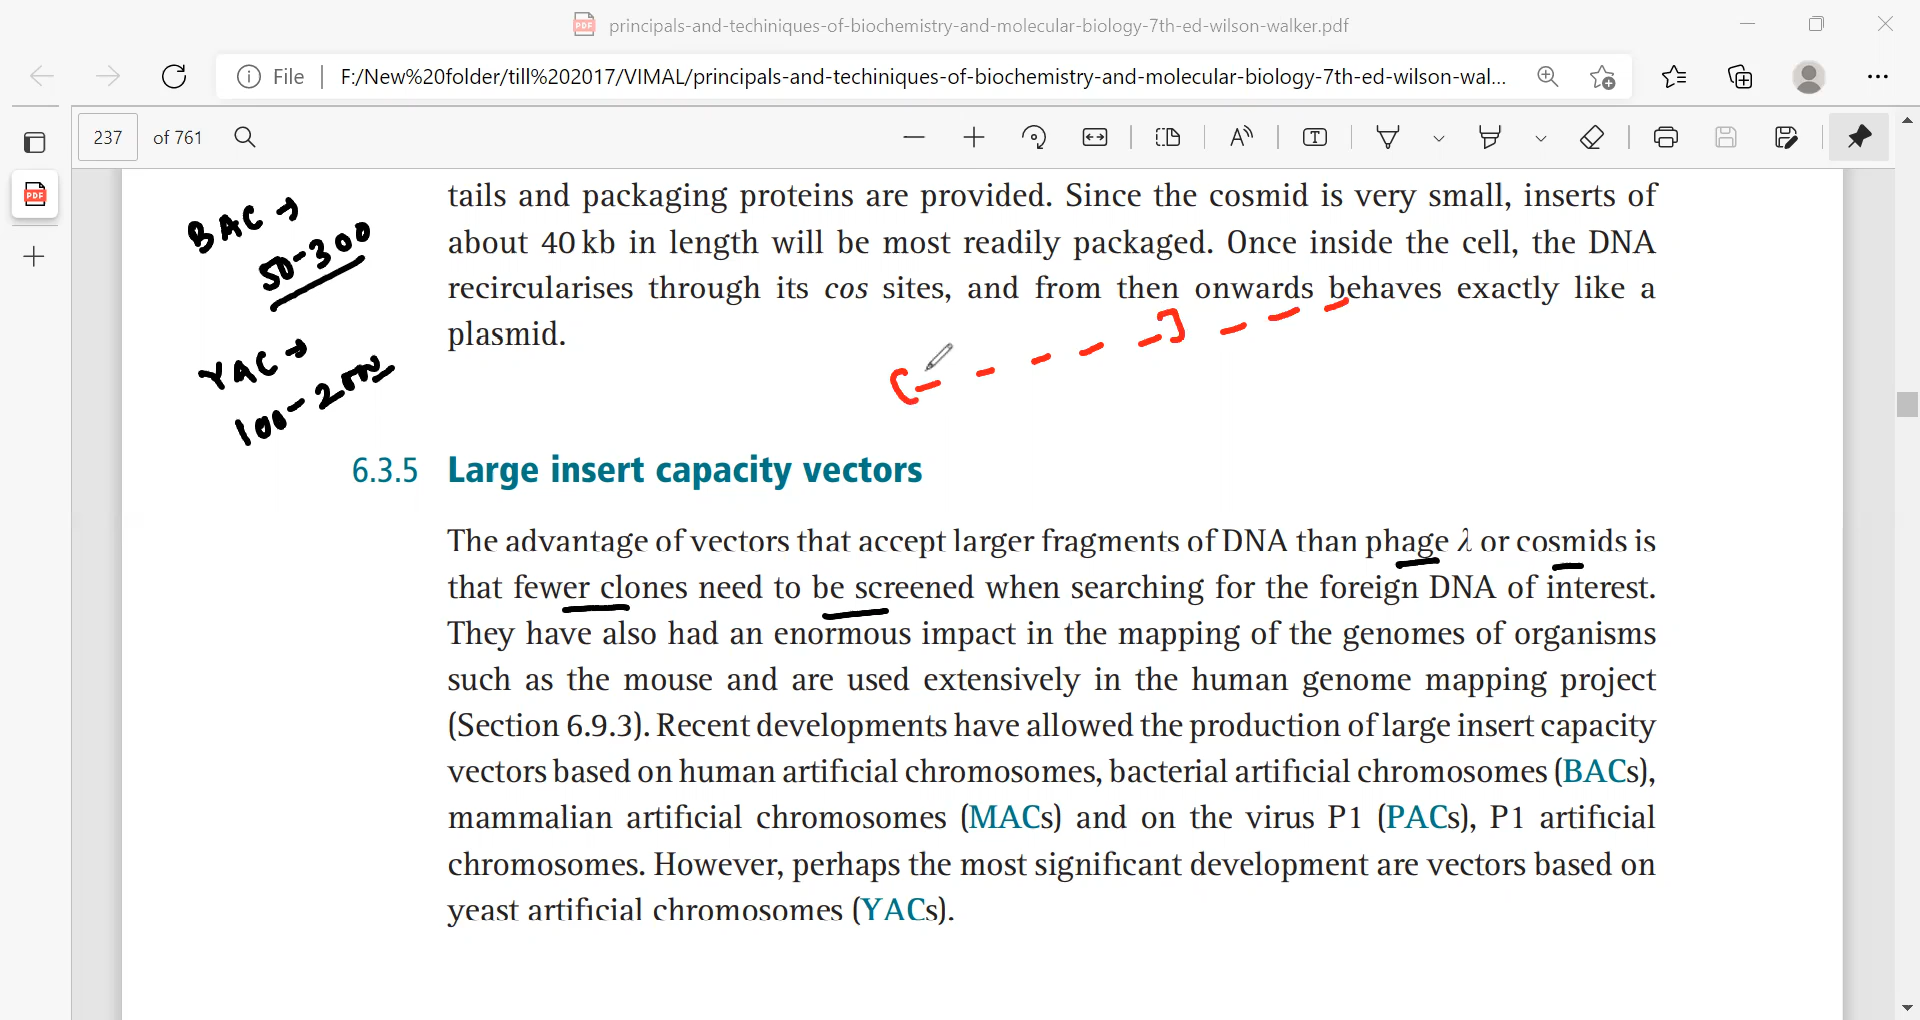 principals-and-techiniques-of-biochemistry-and-molecular-biology-7th-ed-wilson-walker.pdf
File | F:/New%20folder/till%202017/VIMAL/principals-and-techiniques-of-biochemistry-and-molecular-biology-7th-ed-wilson-wal...
237 of 761
tails and packaging proteins are provided. Since the cosmid is very small, inserts of
about 40 kb in length will be most readily packaged. Once inside the cell, the DNA
recircularises through its cos sites, and from then onwards behaves exactly like a
plasmid.
BAC →
50-300
YAC →
100-2000
6.3.5 Large insert capacity vectors
The advantage of vectors that accept larger fragments of DNA than phage λ or cosmids is
that fewer clones need to be screened when searching for the foreign DNA of interest.
They have also had an enormous impact in the mapping of the genomes of organisms
such as the mouse and are used extensively in the human genome mapping project
(Section 6.9.3). Recent developments have allowed the production of large insert capacity
vectors based on human artificial chromosomes, bacterial artificial chromosomes (BACs),
mammalian artificial chromosomes (MACs) and on the virus P1 (PACs), P1 artificial
chromosomes. However, perhaps the most significant development are vectors based on
yeast artificial chromosomes (YACs).